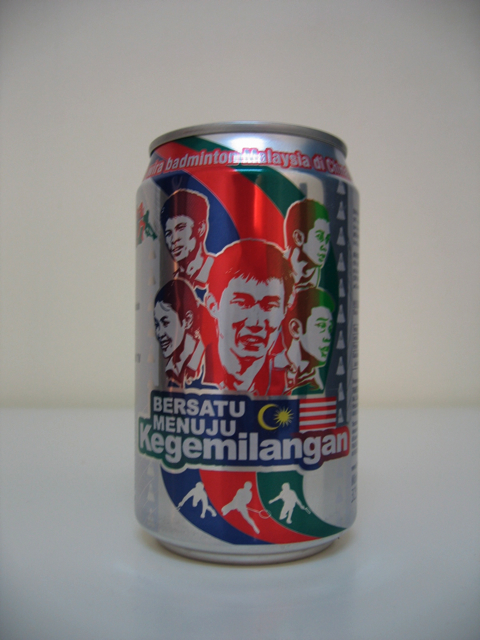 badminton Malaysia di
BERSATU
MENUJU
Kegemilangan